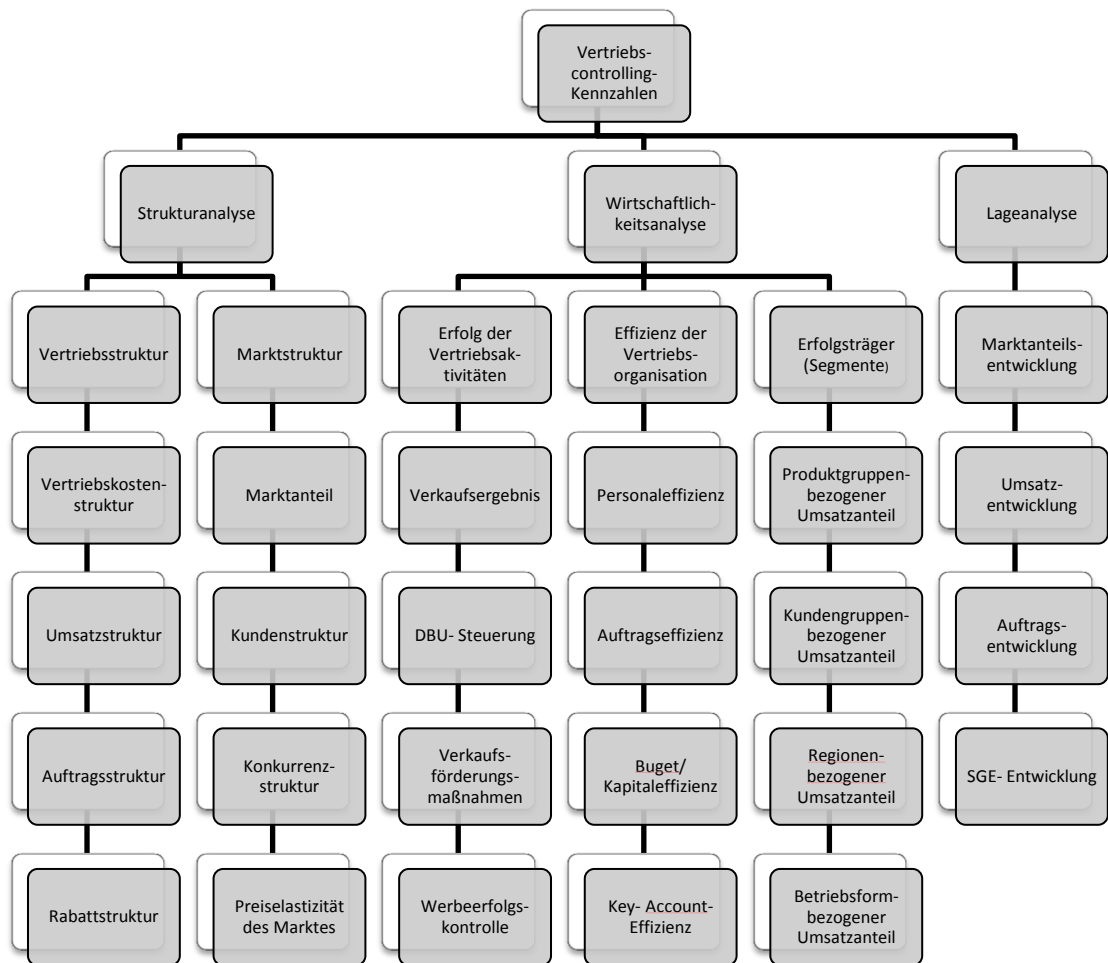 Vertriebs-
controlling-
Kennzahlen
Strukturanalyse
Wirtschaftlich-
keitsanalyse
Lageanalyse
Vertriebsstruktur
Marktstruktur
Erfolg der
Vertriebsak-
tivitäten
Effizienz der
Vertriebs-
organisation
Erfolgsträger
(Segmente)
Marktanteils-
entwicklung
Vertriebskosten-
struktur
Marktanteil
Verkaufsergebnis
Personaleffizienz
Produktgruppen-
bezogener
Umsatzanteil
Umsatz-
entwicklung
Umsatzstruktur
Kundenstruktur
DBU- Steuerung
Auftragseffizienz
Kundengruppen-
bezogener
Umsatzanteil
Auftrags-
entwicklung
Auftragsstruktur
Konkurrenz-
struktur
Verkaufs-
förderungs-
maßnahmen
Buget/
Kapitaleffizienz
Regionen-
bezogener
Umsatzanteil
SGE- Entwicklung
Rabattstruktur
Preiselastizität
des Marktes
Werbeerfolgs-
kontrolle
Key- Account-
Effizienz
Betriebsform-
bezogener
Umsatzanteil